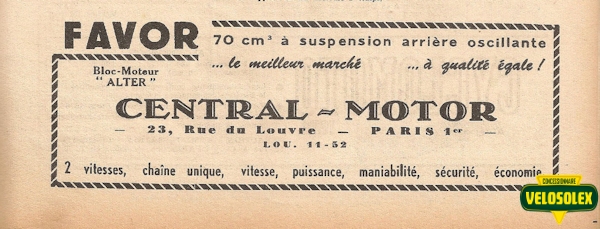 FAVOR 70 cm³ à suspension arrière oscillante
...le meilleur marché ...à qualité égale !
Bloc-Moteur
"ALTER"
CENTRAL - MOTOR
— 23, Rue du Louvre — PARIS 1er —
LOU. 11-52
2 vitesses, chaîne unique, vitesse, puissance, maniabilité, sécurité, économie.
CONCESSIONNAIRE
VELOSOLEX